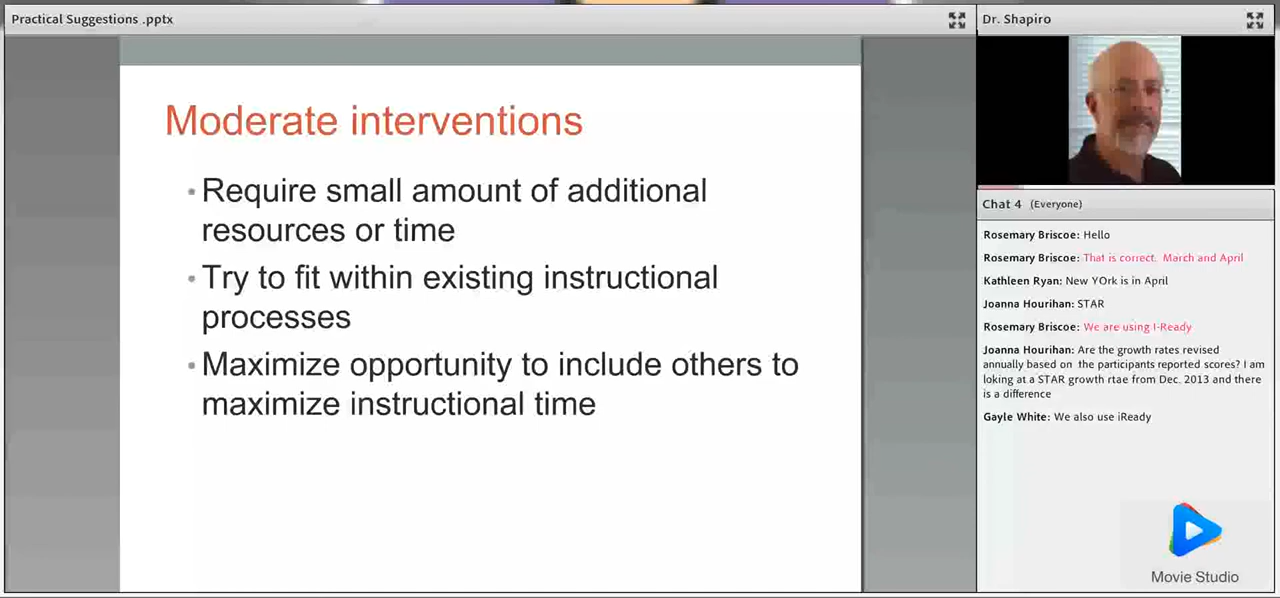 Practical Suggestions .pptx
Moderate interventions
• Require small amount of additional
resources or time
• Try to fit within existing instructional
processes
• Maximize opportunity to include others to
maximize instructional time
Dr. Shapiro
Chat 4 (Everyone)
Rosemary Briscoe: Hello
Rosemary Briscoe: That is correct. March and April
Kathleen Ryan: New YOrk is in April
Joanna Hourihan: STAR
Rosemary Briscoe: We are using I-Ready
Joanna Hourihan: Are the growth rates revised
annually based on the participants reported scores? I am
loking at a STAR growth rtae from Dec. 2013 and there
is a difference
Gayle White: We also use iReady
Movie Studio